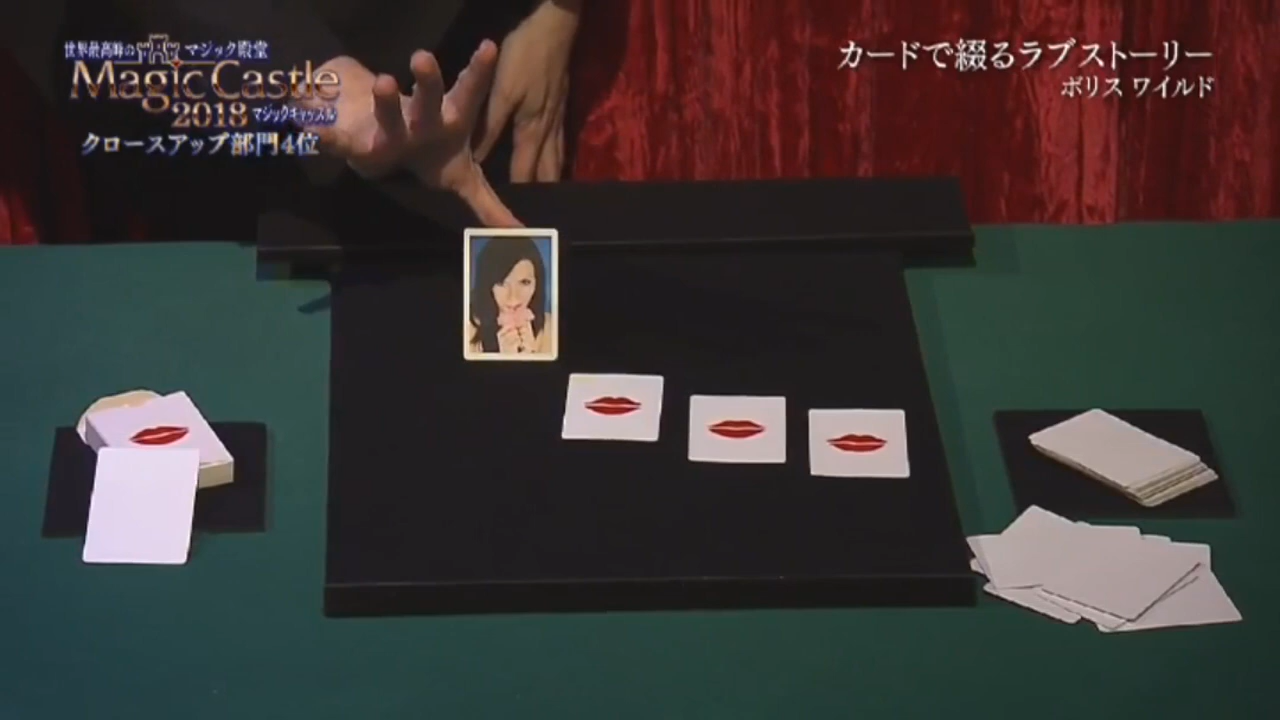 世界最高峰のマジック殿堂
Magic Castle
2018 マジックキャッスル
クロースアップ部門4位
カードで綴るラブストーリー
ボリス ワイルド